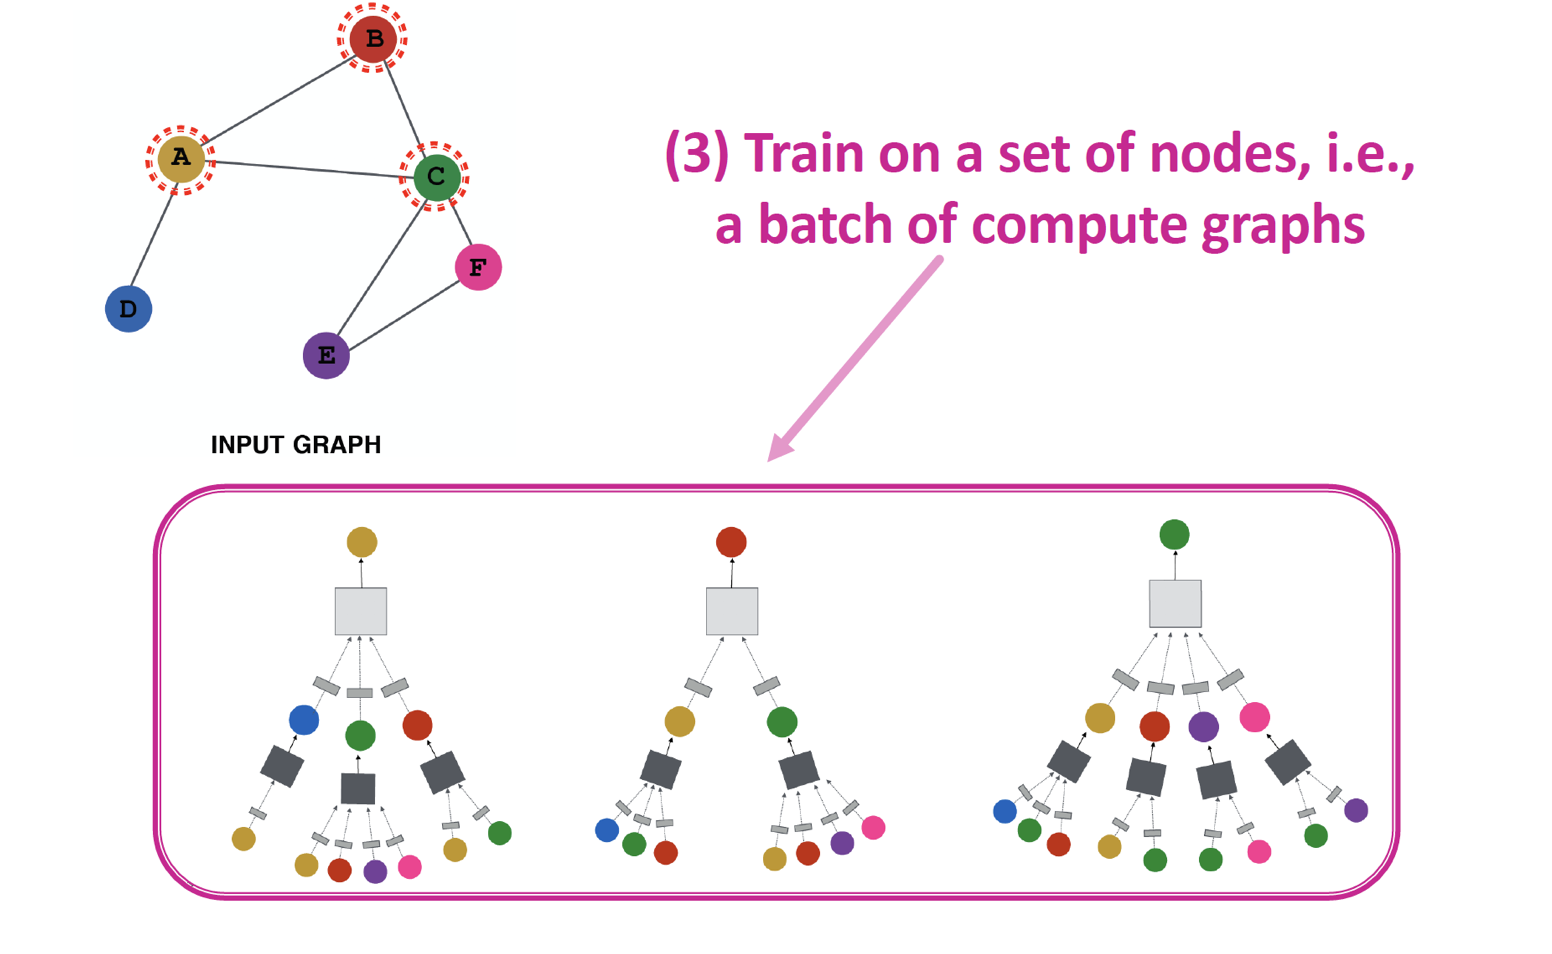 B
A
C
F
D
E
(3) Train on a set of nodes, i.e.,
a batch of compute graphs
INPUT GRAPH